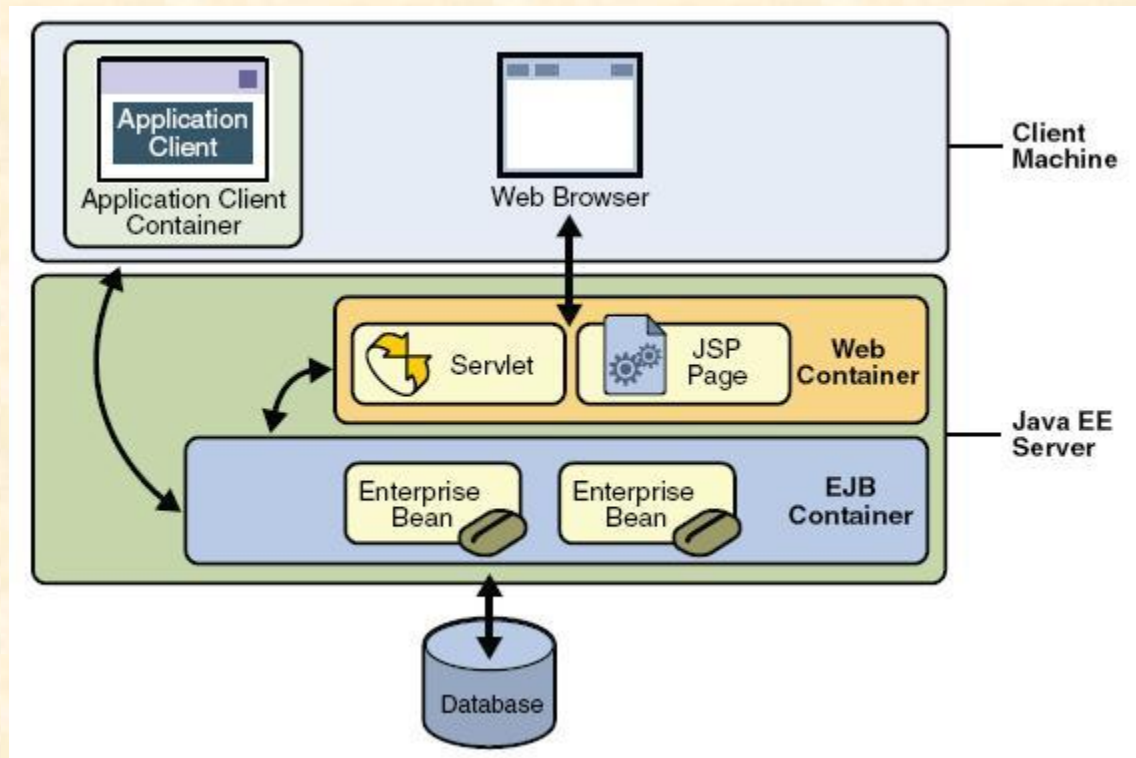 Application
Client
Application Client
Container
Web Browser
Client
Machine
Servlet
JSP
Page
Web
Container
Java EE
Server
Enterprise
Bean
Enterprise
Bean
EJB
Container
Database